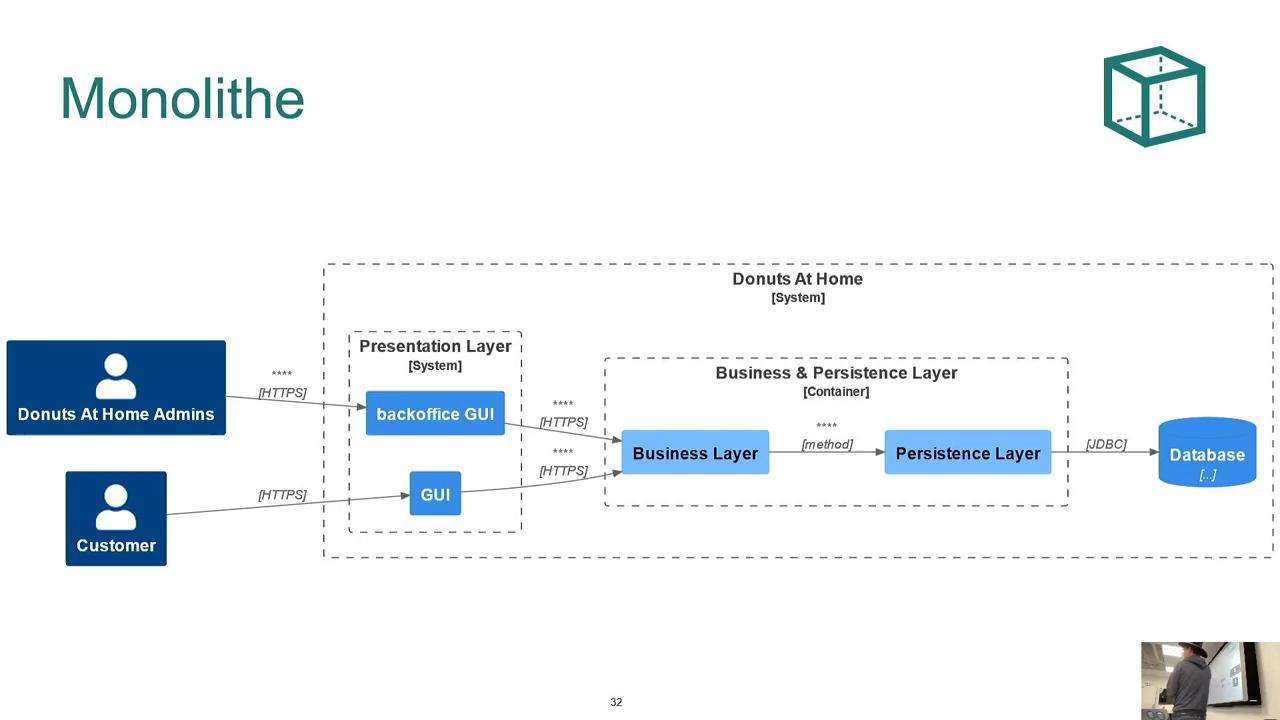 Monolithe
Donuts At Home
[System]
Presentation Layer
[System]
Business & Persistence Layer
[Container]
****
[HTTPS]
Donuts At Home Admins
backoffice GUI
****
[HTTPS]
****
[method]
[JDBC]
****
[HTTPS]
Business Layer
Persistence Layer
Database
[...]
[HTTPS]
GUI
Customer
32